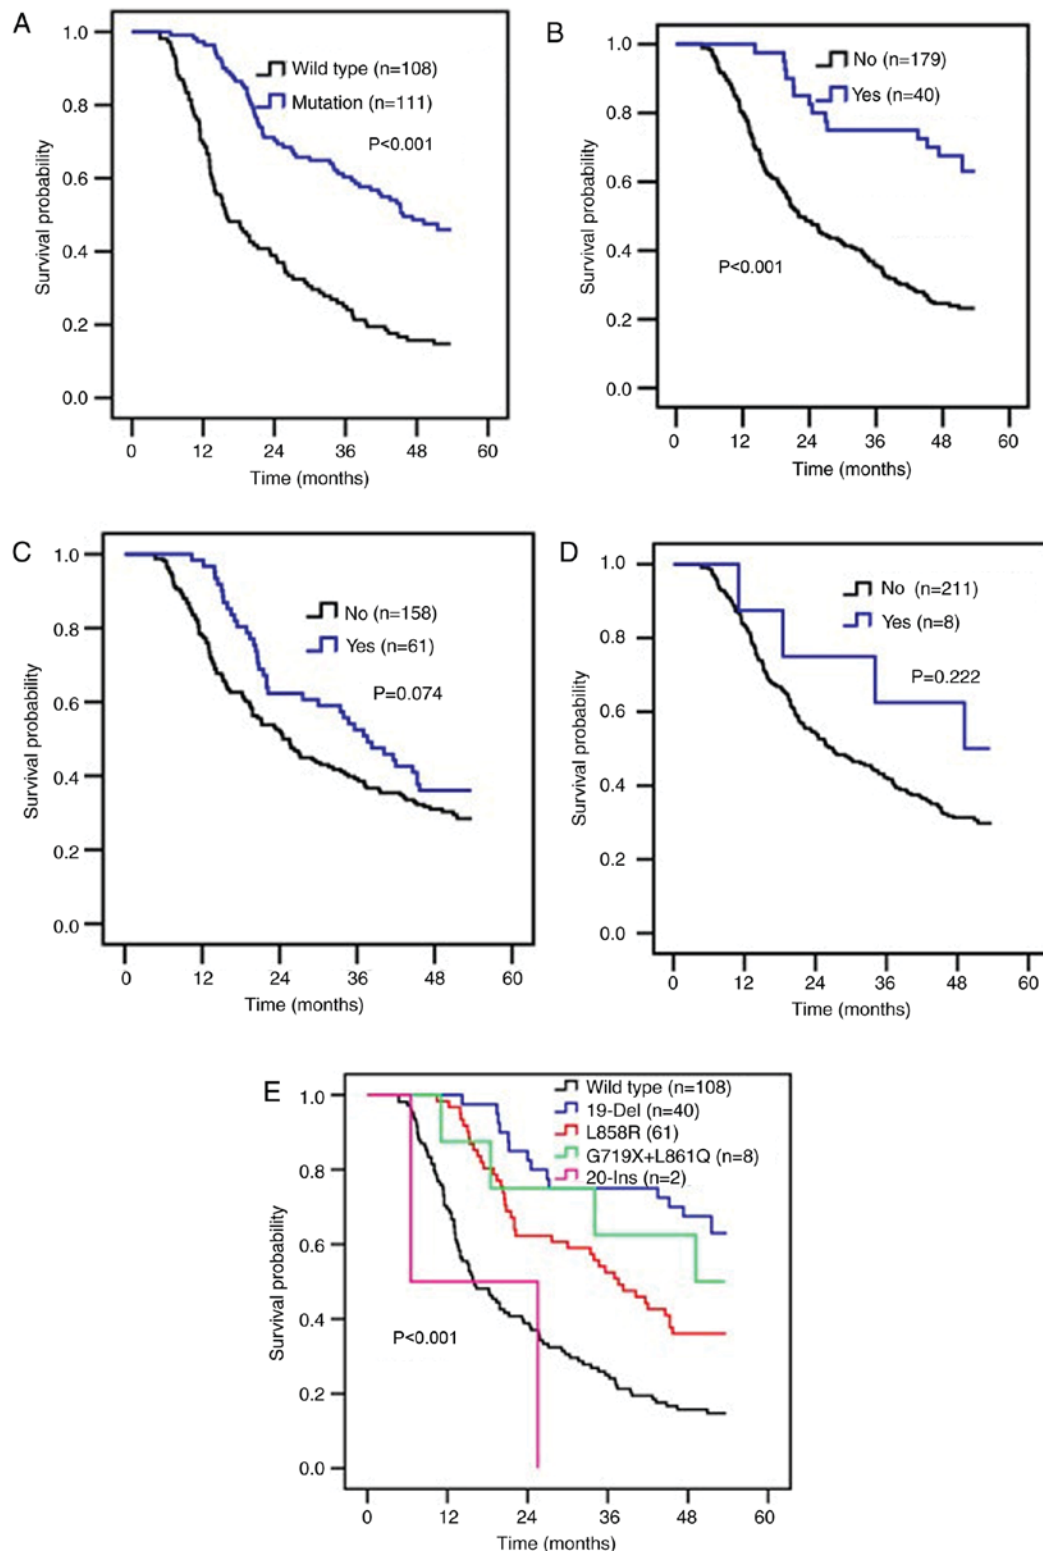 A
Wild type (n=108)
Mutation (n=111)
P<0.001
Survival probability
1.0
0.8
0.6
0.4
0.2
0.0
0 12 24 36 48 60
Time (months)
B
No (n=179)
Yes (n=40)
P<0.001
Survival probability
1.0
0.8
0.6
0.4
0.2
0.0
0 12 24 36 48 60
Time (months)
C
No (n=158)
Yes (n=61)
P=0.074
Survival probability
1.0
0.8
0.6
0.4
0.2
0.0
0 12 24 36 48 60
Time (months)
D
No (n=211)
Yes (n=8)
P=0.222
Survival probability
1.0
0.8
0.6
0.4
0.2
0.0
0 12 24 36 48 60
Time (months)
E
Wild type (n=108)
19-Del (n=40)
L858R (61)
G719X+L861Q (n=8)
20-Ins (n=2)
P<0.001
Survival probability
1.0
0.8
0.6
0.4
0.2
0.0
0 12 24 36 48 60
Time (months)